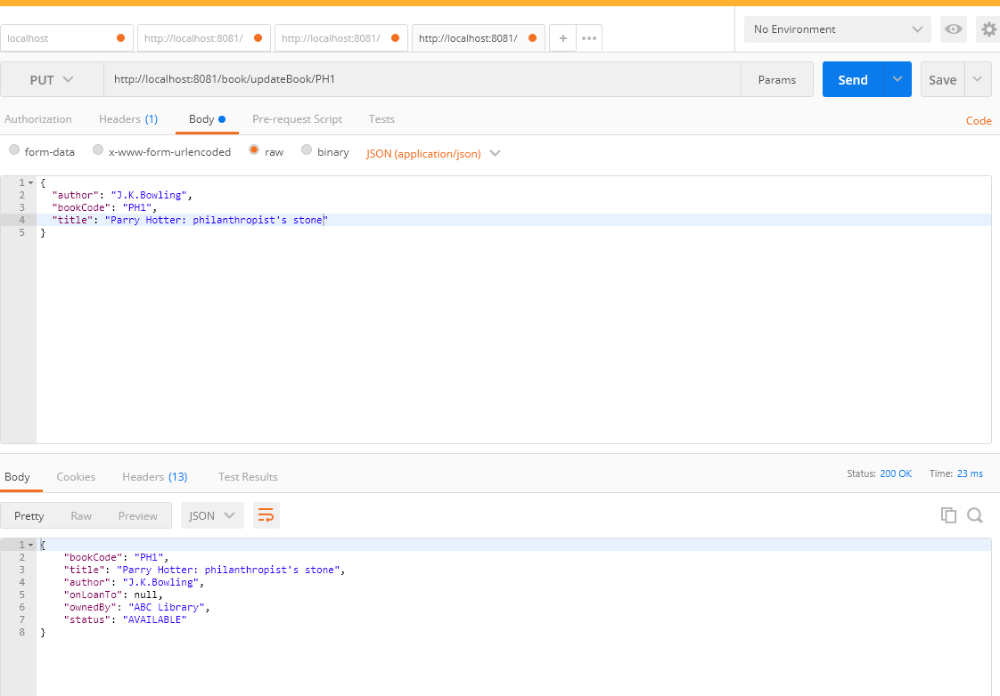 localhost http://localhost:8081/ http://localhost:8081/ http://localhost:8081/ + ••• No Environment
PUT http://localhost:8081/book/updateBook/PH1 Params Send Save
Authorization Headers (1) Body Pre-request Script Tests Code
form-data x-www-form-urlencoded raw binary JSON (application/json)
1 {
2 "author": "J.K.Bowling",
3 "bookCode": "PH1",
4 "title": "Parry Hotter: philanthropist's stone"
5 }
Body Cookies Headers (13) Test Results Status: 200 OK Time: 23 ms
Pretty Raw Preview JSON
1 {
2 "bookCode": "PH1",
3 "title": "Parry Hotter: philanthropist's stone",
4 "author": "J.K.Bowling",
5 "onLoanTo": null,
6 "ownedBy": "ABC Library",
7 "status": "AVAILABLE"
8 }